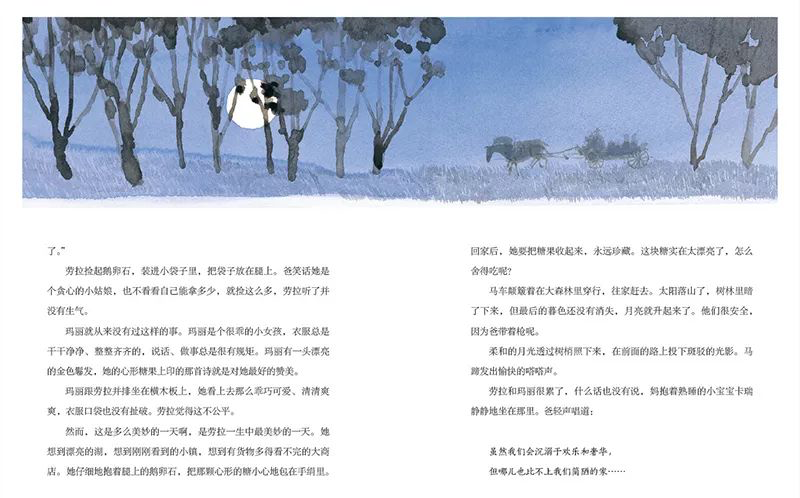 了。”
劳拉捡起鹅卵石，装进小袋子里，把袋子放在腿上。爸笑话她是
个贪心的小姑娘，也不看看自己能拿多少，就捡这么多，劳拉听了并
没有生气。
玛丽就从来没有过这样的事。玛丽是个很乖的小女孩，衣服总是
干干净净、整整齐齐的，说话、做事总是很有规矩。玛丽有一头漂亮
的金色鬈发，她的心形糖果上印的那首诗就是对她最好的赞美。
玛丽跟劳拉并排坐在横木板上，她看上去那么乖巧可爱、清清爽
爽，衣服口袋也没有扯破。劳拉觉得这不公平。
然而，这是多么美妙的一天啊，是劳拉一生中最美妙的一天。她
想到漂亮的湖，想到刚刚看到的小镇，想到有货物多得看不完的大商
店。她仔细地抱着腿上的鹅卵石，把那颗心形的糖小心地包在手绢里。
回家后，她要把糖果收起来，永远珍藏。这块糖实在太漂亮了，怎么
舍得吃呢?
马车颠簸着在大森林里穿行，往家赶去。太阳落山了，树林里暗
了下来，但最后的暮色还没有消失，月亮就升起来了。他们很安全，
因为爸带着枪呢。
柔和的月光透过树梢照下来，在前面的路上投下斑驳的光影。马
蹄发出愉快的嗒嗒声。
劳拉和玛丽很累了，什么话也没有说，妈抱着熟睡的小宝宝卡瑞
静静地坐在那里。爸轻声唱道：
虽然我们会沉溺于欢乐和奢华，
但哪儿也比不上我们简陋的家……